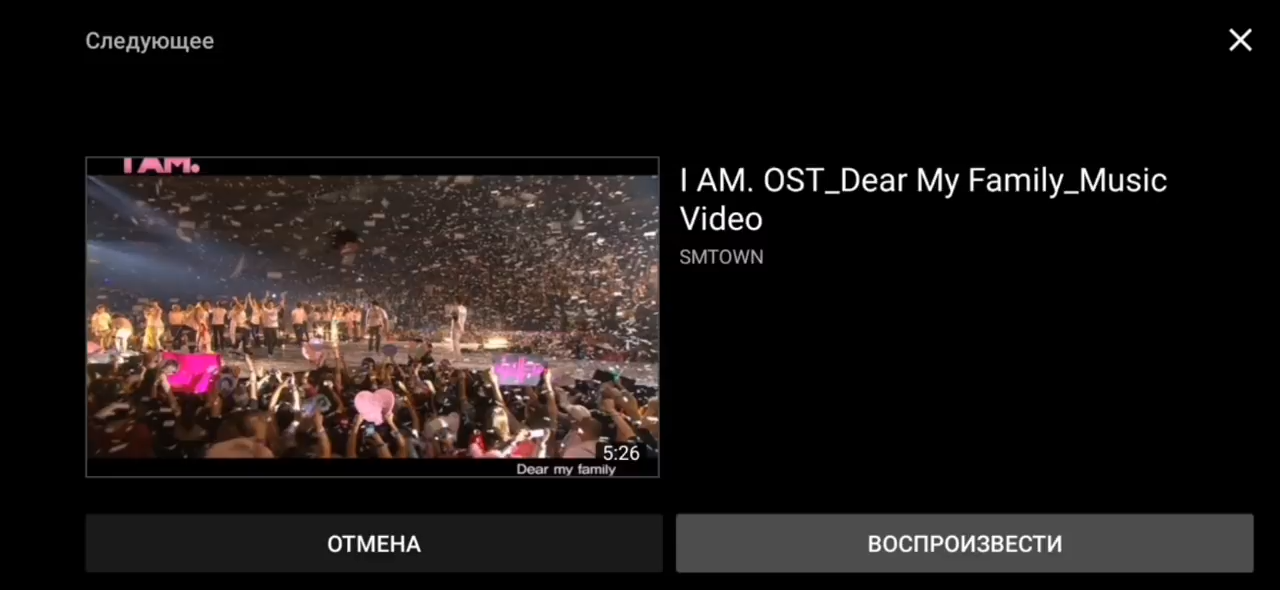 Следующее
I AM.
I AM. OST_Dear My Family_Music
Video
SMTOWN
5:26
Dear my family
ОТМЕНА
ВОСПРОИЗВЕСТИ